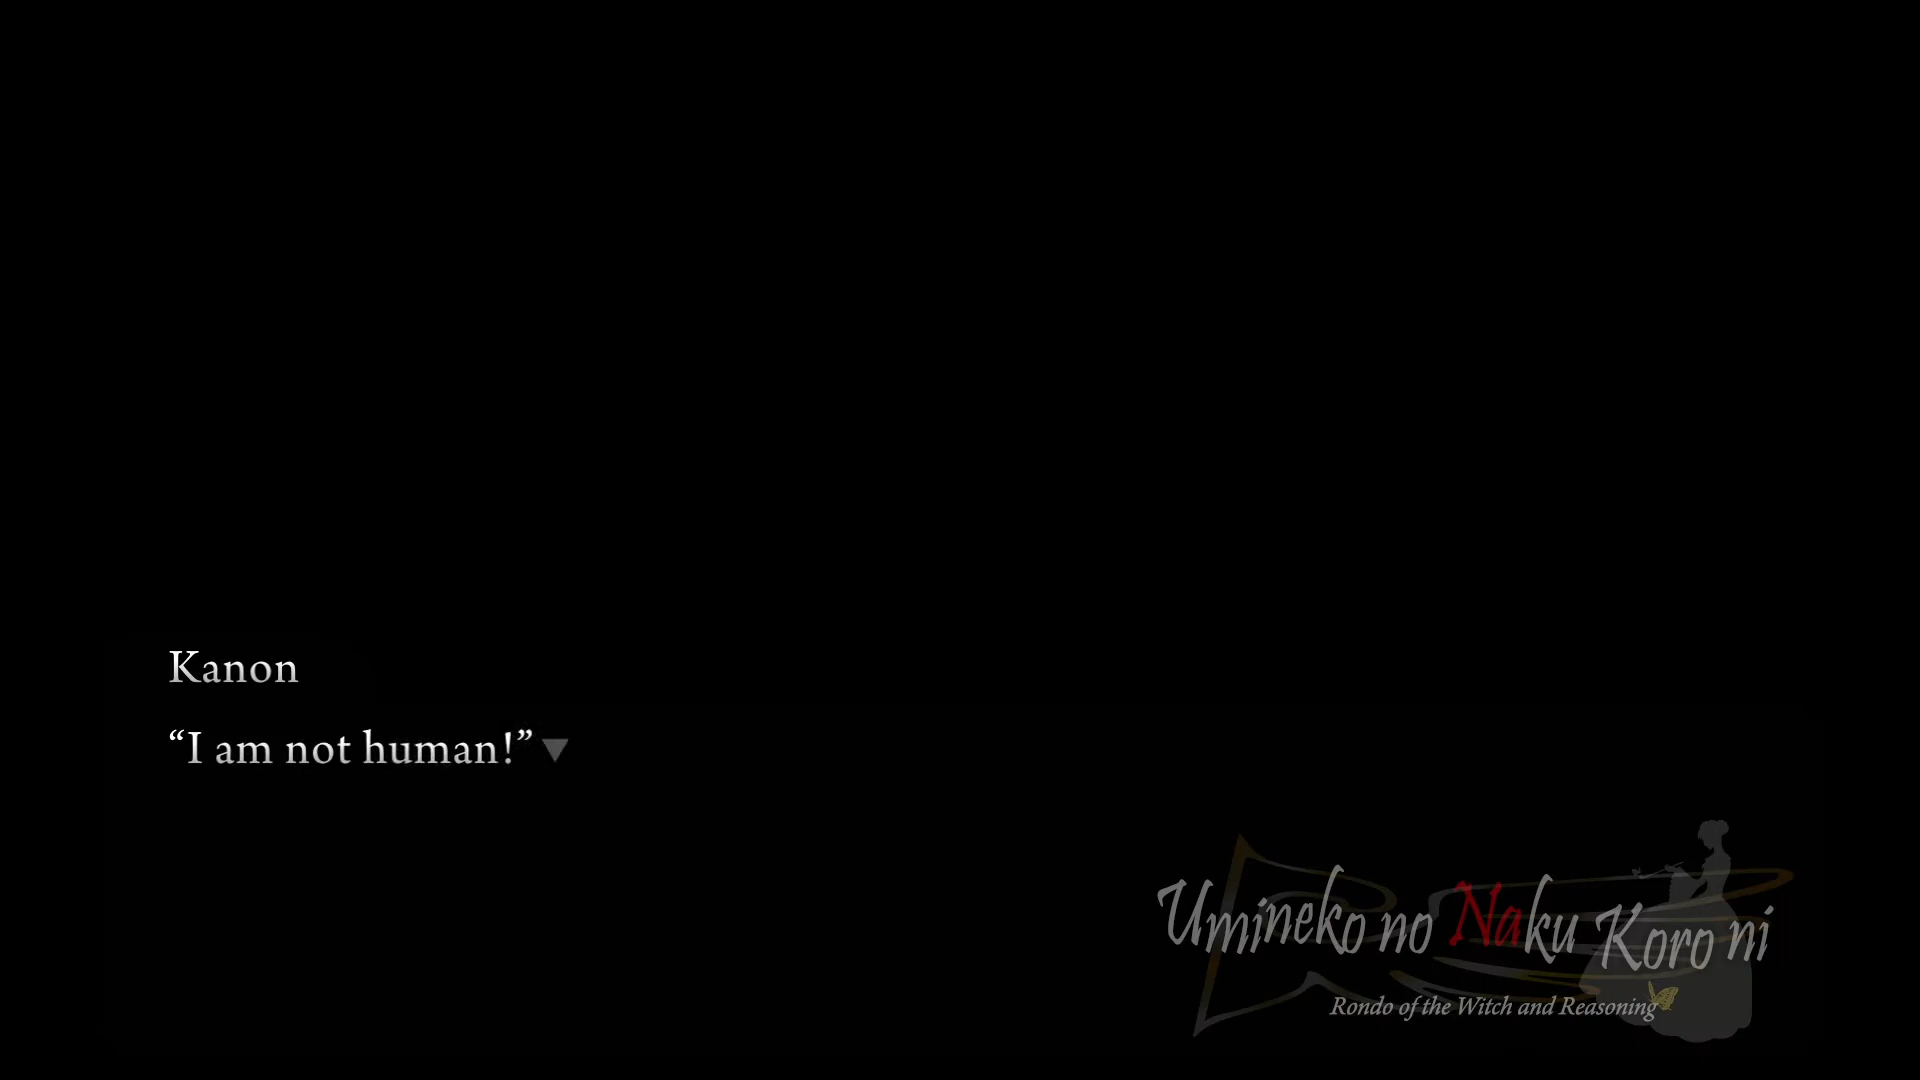 Kanon
“I am not human!”
Umineko no Naku Koro ni
Rondo of the Witch and Reasoning